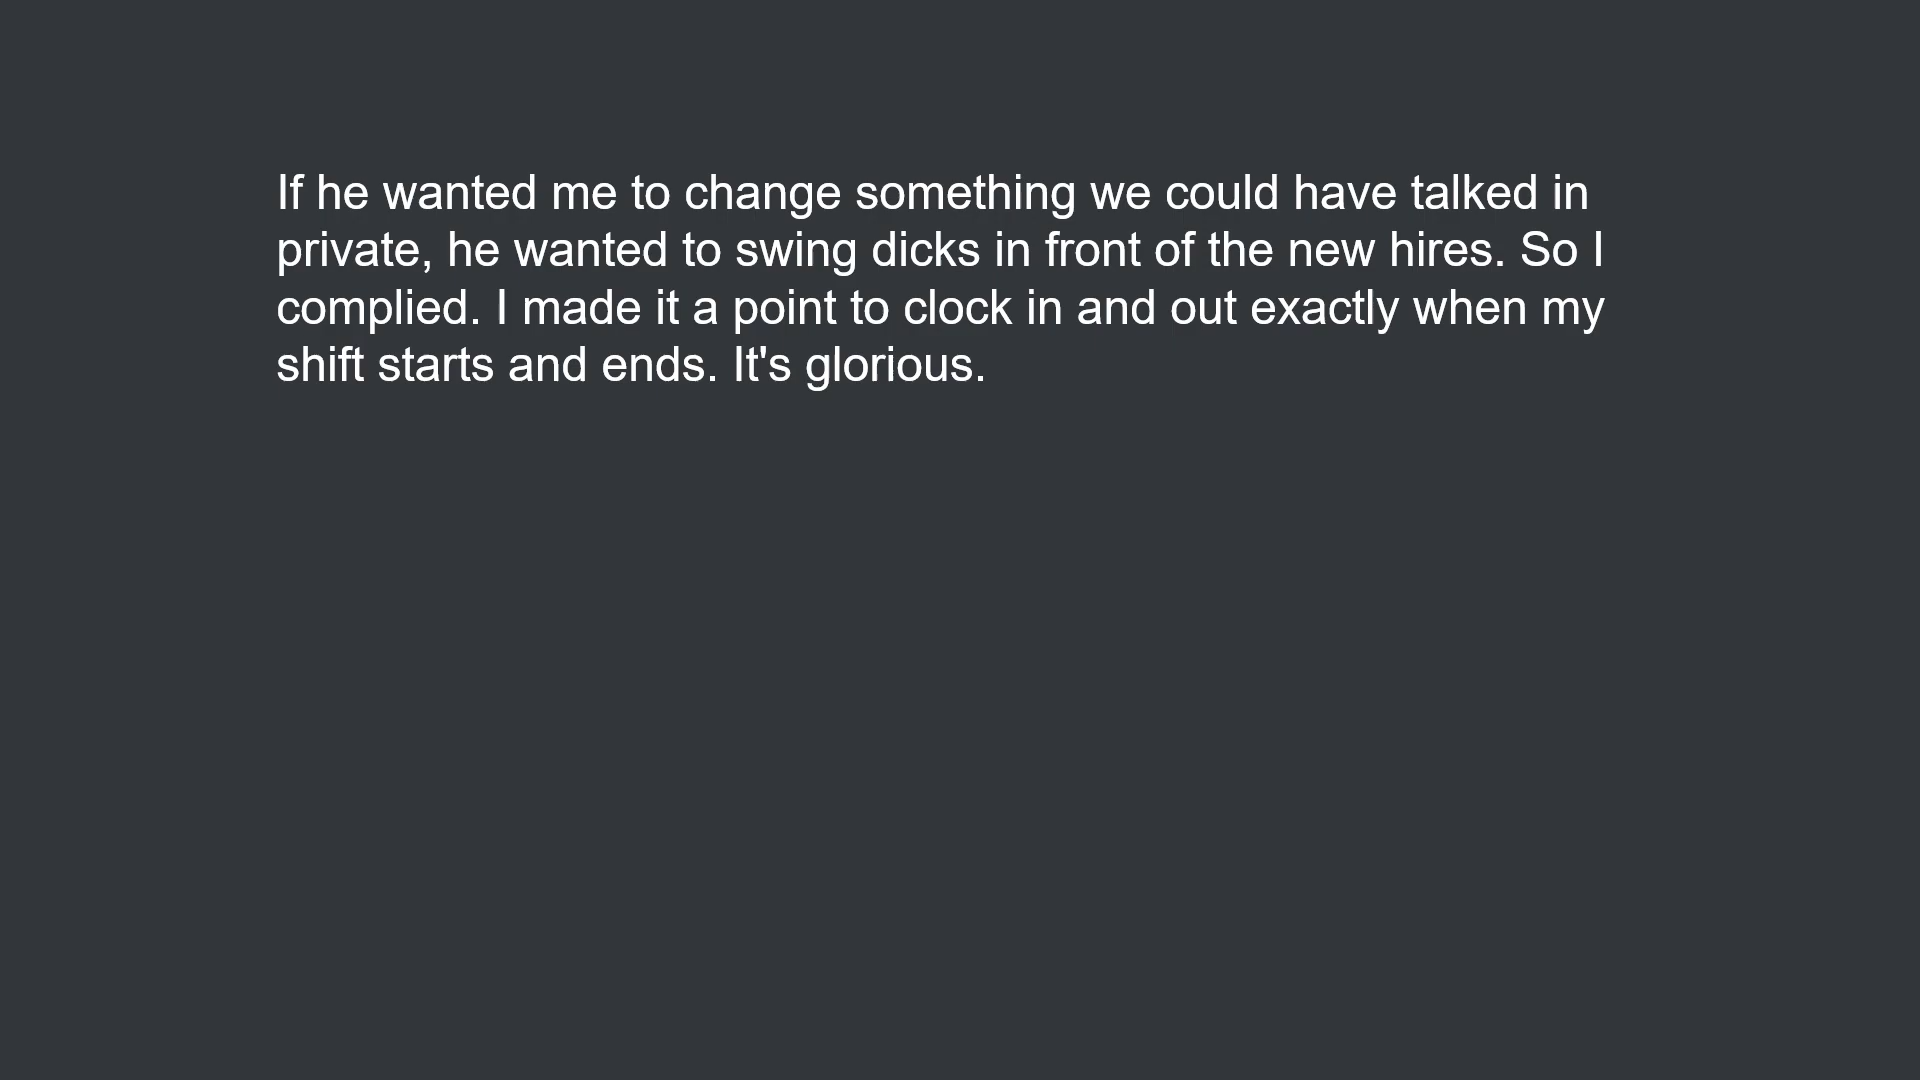 If he wanted me to change something we could have talked in
private, he wanted to swing dicks in front of the new hires. So I
complied. I made it a point to clock in and out exactly when my
shift starts and ends. It's glorious.